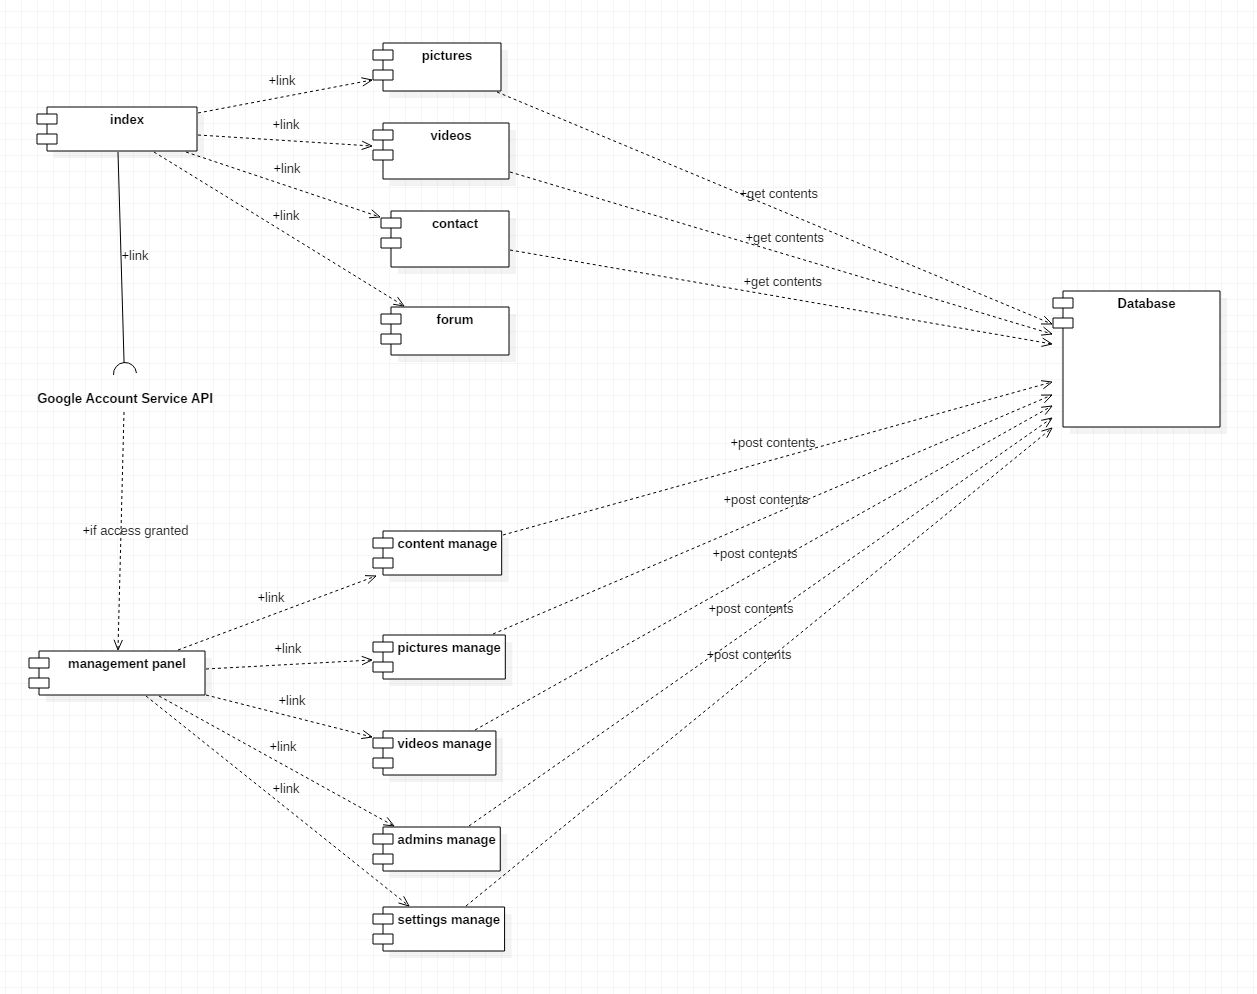 pictures
+link
index
+link
videos
+link
+get contents
contact
+link
+get contents
+link
+get contents
Database
forum
Google Account Service API
+post contents
+post contents
+if access granted
content manage
+post contents
+link
+post contents
pictures manage
+link
+post contents
management panel
+link
videos manage
+link
+link
admins manage
settings manage